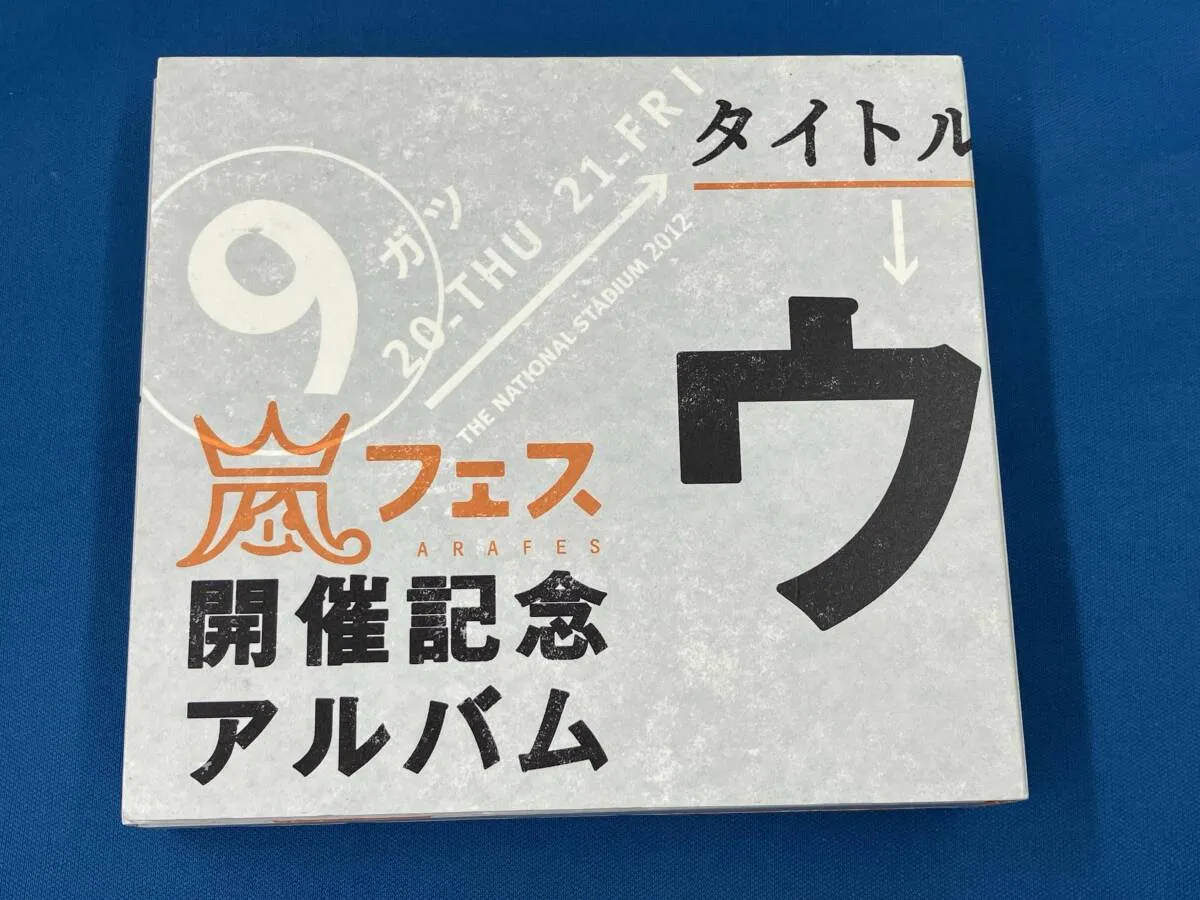 タイトル
ウ
9
ガツ
20-THU 21-FRI
THE NATIONAL STADIUM 2012
嵐フェス
ARAFES
開催記念
アルバム